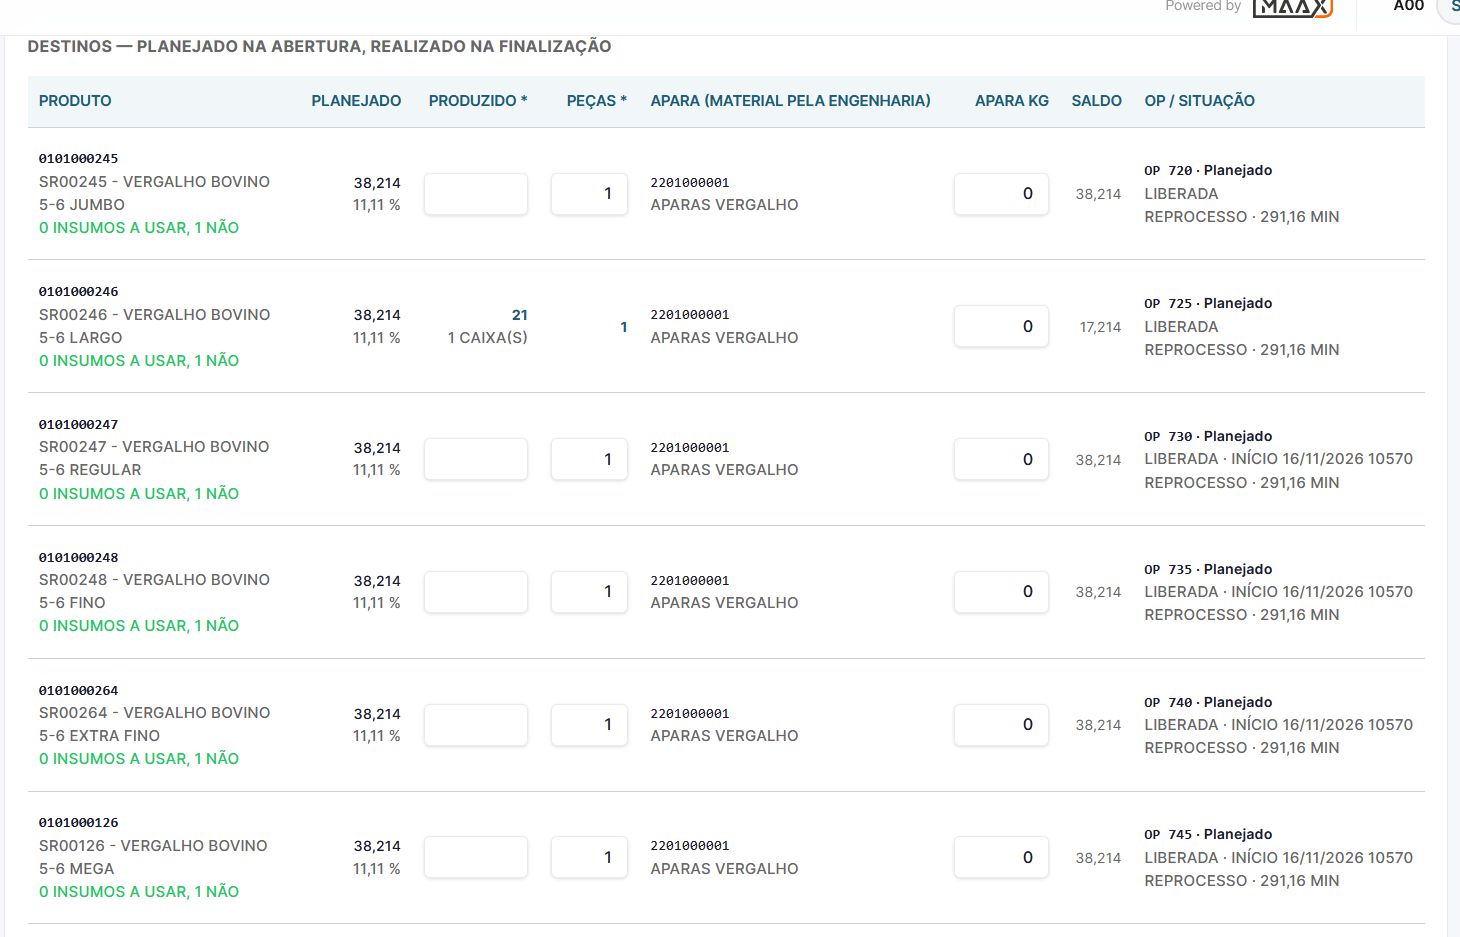 Powered by MAAX A00
DESTINOS — PLANEJADO NA ABERTURA, REALIZADO NA FINALIZAÇÃO
PRODUTO PLANEJADO PRODUZIDO * PEÇAS * APARA (MATERIAL PELA ENGENHARIA) APARA KG SALDO OP / SITUAÇÃO
0101000245
SR00245 - VERGALHO BOVINO
5-6 JUMBO
0 INSUMOS A USAR, 1 NÃO
38,214
11,11 %
1
2201000001
APARAS VERGALHO
0
38,214
OP 720 · Planejado
LIBERADA
REPROCESSO · 291,16 MIN
0101000246
SR00246 - VERGALHO BOVINO
5-6 LARGO
0 INSUMOS A USAR, 1 NÃO
38,214
11,11 %
21
1 CAIXA(S)
1
2201000001
APARAS VERGALHO
0
17,214
OP 725 · Planejado
LIBERADA
REPROCESSO · 291,16 MIN
0101000247
SR00247 - VERGALHO BOVINO
5-6 REGULAR
0 INSUMOS A USAR, 1 NÃO
38,214
11,11 %
1
2201000001
APARAS VERGALHO
0
38,214
OP 730 · Planejado
LIBERADA · INÍCIO 16/11/2026 10570
REPROCESSO · 291,16 MIN
0101000248
SR00248 - VERGALHO BOVINO
5-6 FINO
0 INSUMOS A USAR, 1 NÃO
38,214
11,11 %
1
2201000001
APARAS VERGALHO
0
38,214
OP 735 · Planejado
LIBERADA · INÍCIO 16/11/2026 10570
REPROCESSO · 291,16 MIN
0101000264
SR00264 - VERGALHO BOVINO
5-6 EXTRA FINO
0 INSUMOS A USAR, 1 NÃO
38,214
11,11 %
1
2201000001
APARAS VERGALHO
0
38,214
OP 740 · Planejado
LIBERADA · INÍCIO 16/11/2026 10570
REPROCESSO · 291,16 MIN
0101000126
SR00126 - VERGALHO BOVINO
5-6 MEGA
0 INSUMOS A USAR, 1 NÃO
38,214
11,11 %
1
2201000001
APARAS VERGALHO
0
38,214
OP 745 · Planejado
LIBERADA · INÍCIO 16/11/2026 10570
REPROCESSO · 291,16 MIN